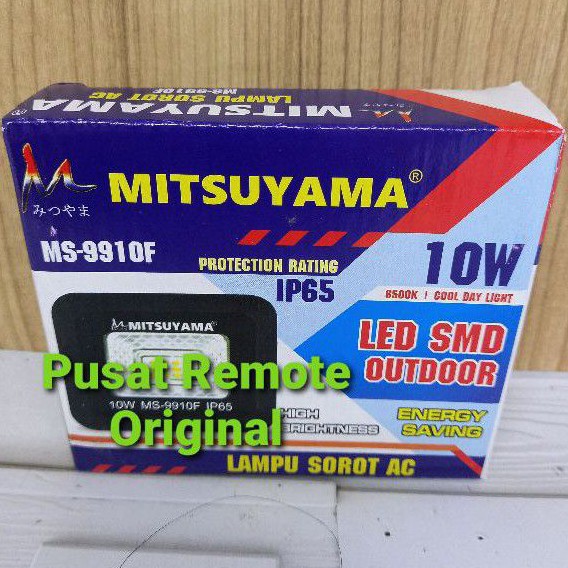 MITSUYAMA®
LAMPU SOROT AC
MS-9910F
MITSUYAMA®
みつやま
MS-9910F
PROTECTION RATING
IP65
10W
6500K | COOL DAY LIGHT
MITSUYAMA®
LED SMD
OUTDOOR
Pusat Remote
Original
10W MS-9910F IP65
HIGH
BRIGHTNESS
ENERGY
SAVING
LAMPU SOROT AC